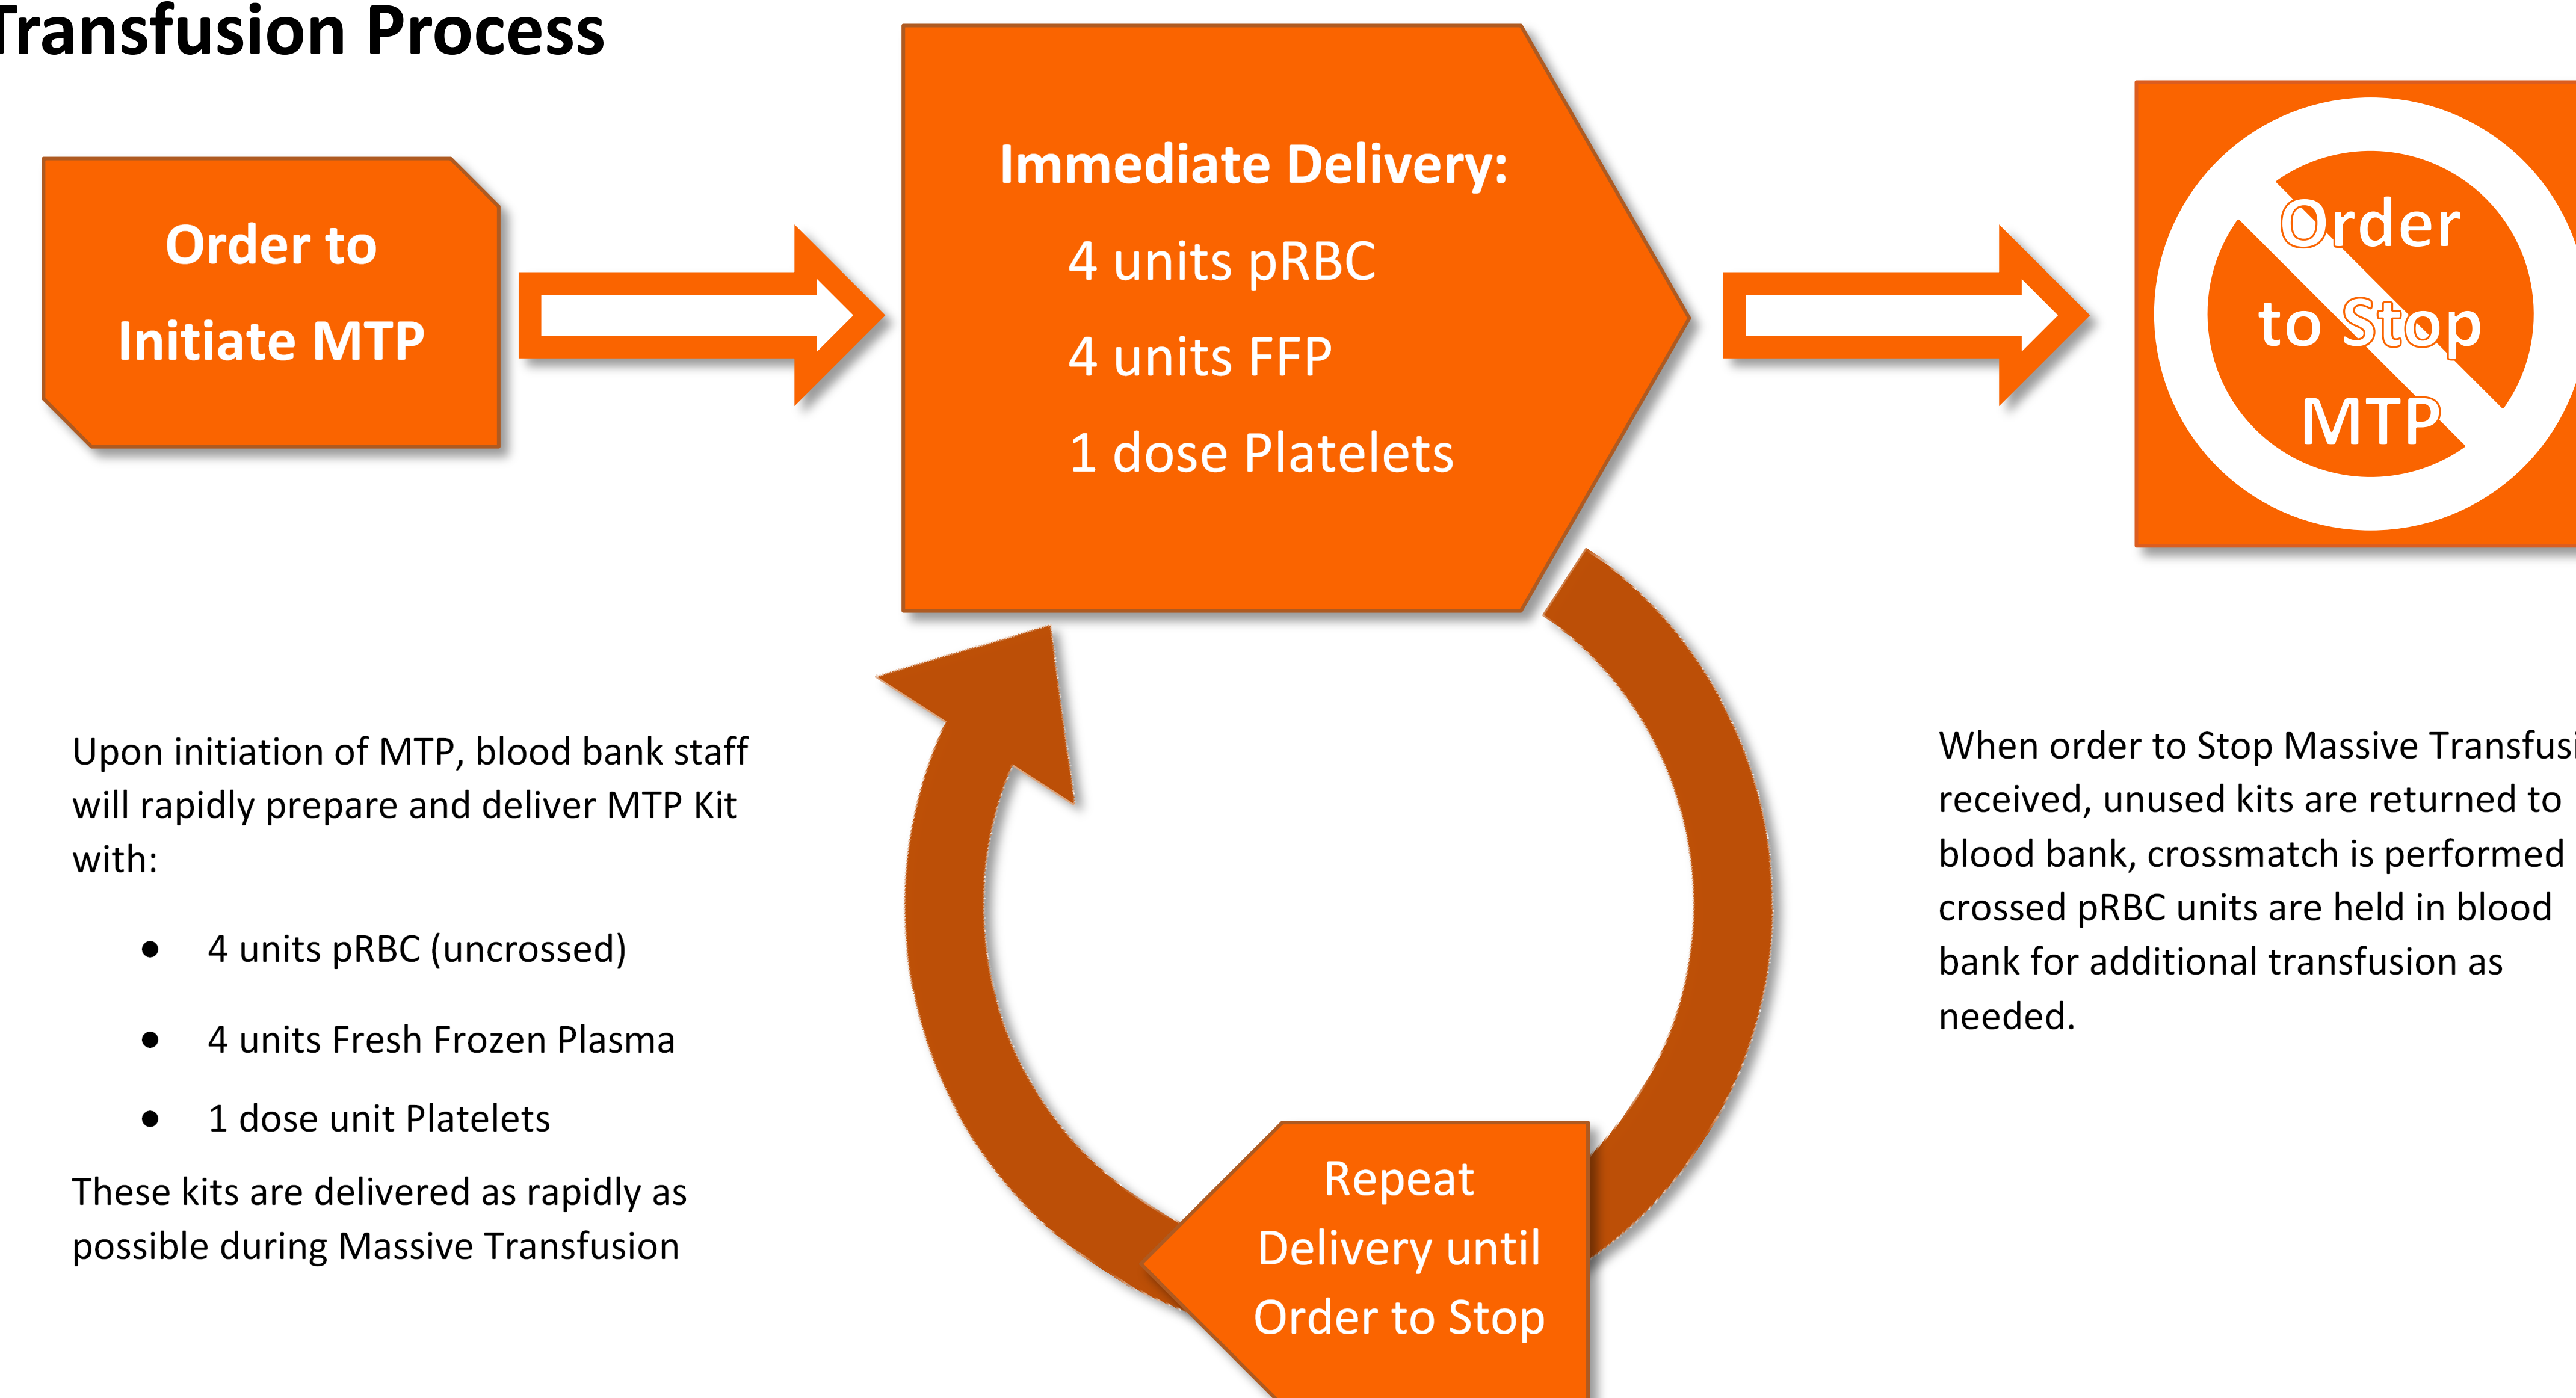 Transfusion Process
Order to
Initiate MTP
Immediate Delivery:
4 units pRBC
4 units FFP
1 dose Platelets
Order
to Stop
MTP
Upon initiation of MTP, blood bank staff
will rapidly prepare and deliver MTP Kit
with:
• 4 units pRBC (uncrossed)
• 4 units Fresh Frozen Plasma
• 1 dose unit Platelets
These kits are delivered as rapidly as
possible during Massive Transfusion
Repeat
Delivery until
Order to Stop
When order to Stop Massive
received, unused kits are returned to
blood bank, crossmatch is performed
crossed pRBC units are held in blood
bank for additional transfusion as
needed.